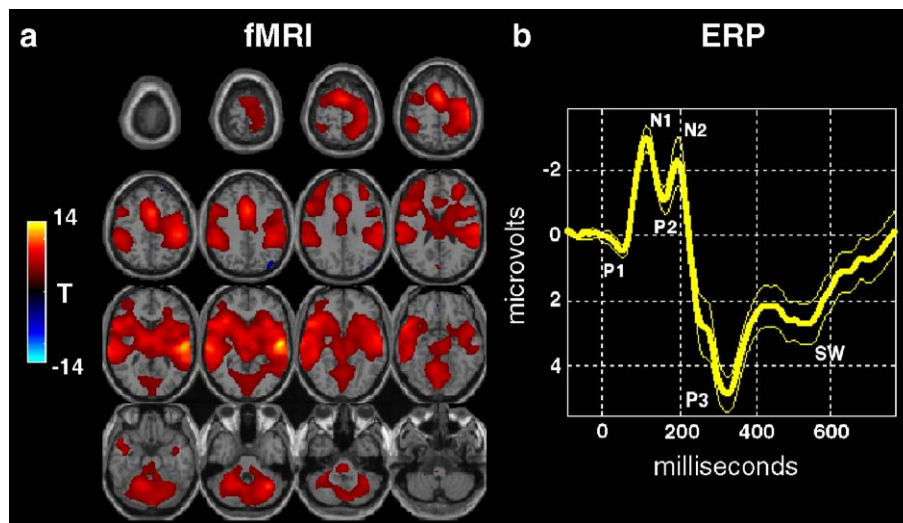 a fMRI
14
T
-14
b ERP
N1
N2
P2
P1
P3
SW
-2
0
2
4
microvolts
0 200 400 600
milliseconds